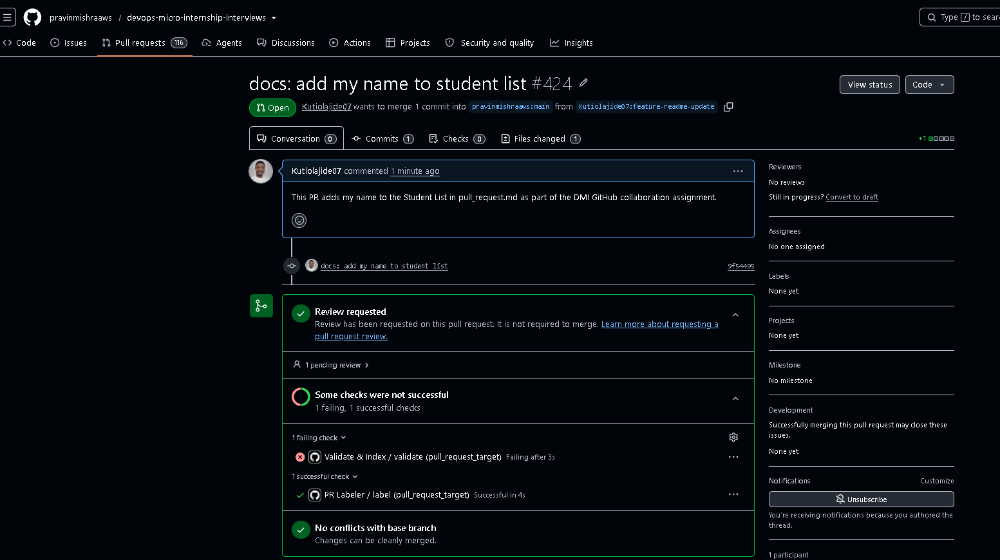 pravinmishraaws / devops-micro-internship-interviews
Type / to sear
Code
Issues
Pull requests 116
Agents
Discussions
Actions
Projects
Security and quality
Insights
docs: add my name to student list #424
View status
Code
Open
Kutiolajide07 wants to merge 1 commit into pravinmishraaws:main from Kutiolajide07:feature-readme-update
Conversation 0
Commits 1
Checks 0
Files changed 1
+1
Kutiolajide07 commented 1 minute ago
This PR adds my name to the Student List in pull_request.md as part of the DMI GitHub collaboration assignment.
docs: add my name to student list
9f54495
Review requested
Review has been requested on this pull request. It is not required to merge. Learn more about requesting a
pull request review.
1 pending review
Some checks were not successful
1 failing, 1 successful checks
1 failing check
Validate & Index / validate (pull_request_target) Failing after 3s
1 successful check
PR Labeler / label (pull_request_target) Successful in 4s
No conflicts with base branch
Changes can be cleanly merged.
Reviewers
No reviews
Still in progress? Convert to draft
Assignees
No one assigned
Labels
None yet
Projects
None yet
Milestone
No milestone
Development
Successfully merging this pull request may close these
issues.
None yet
Notifications
Customize
Unsubscribe
You're receiving notifications because you authored the
thread.
1 participant